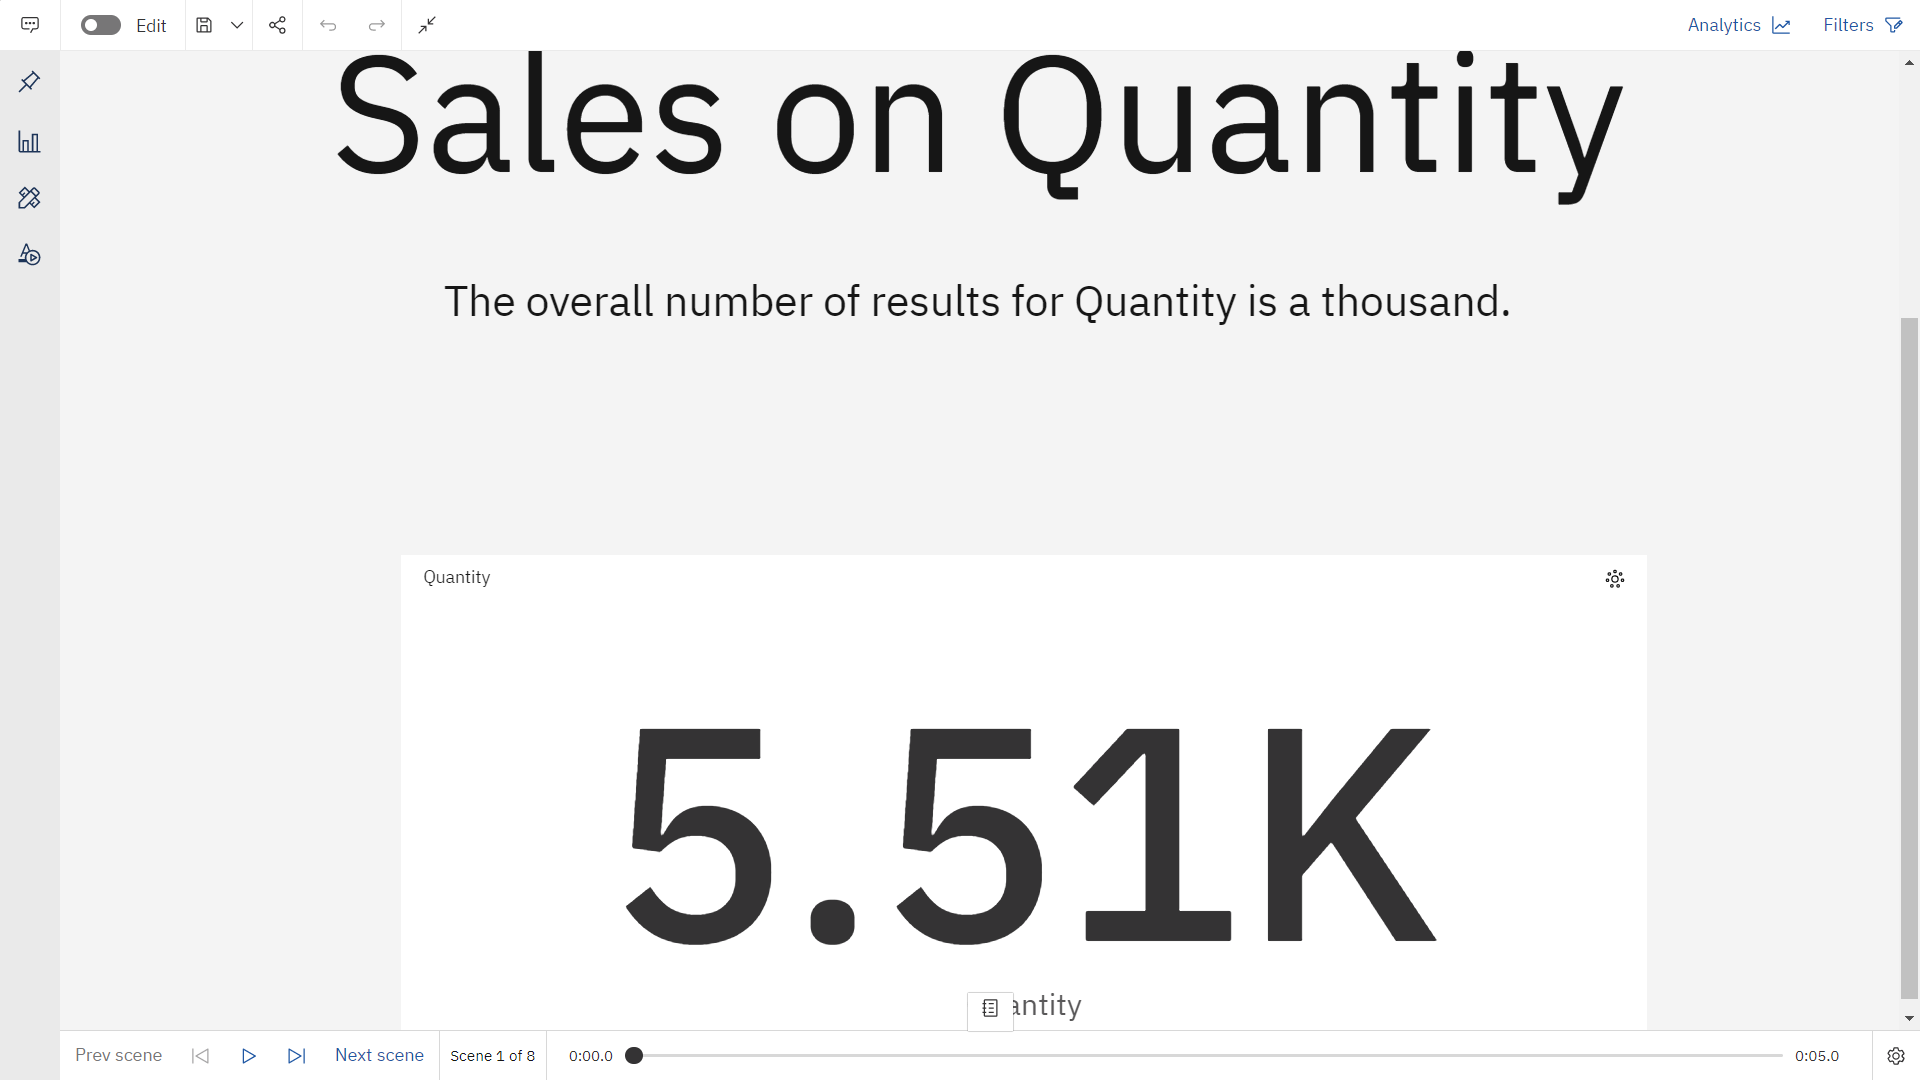 Edit
Analytics
Filters
Sales on Quantity
The overall number of results for Quantity is a thousand.
Quantity
5.51K
antity
Prev scene
Next scene
Scene 1 of 8
0:00.0
0:05.0